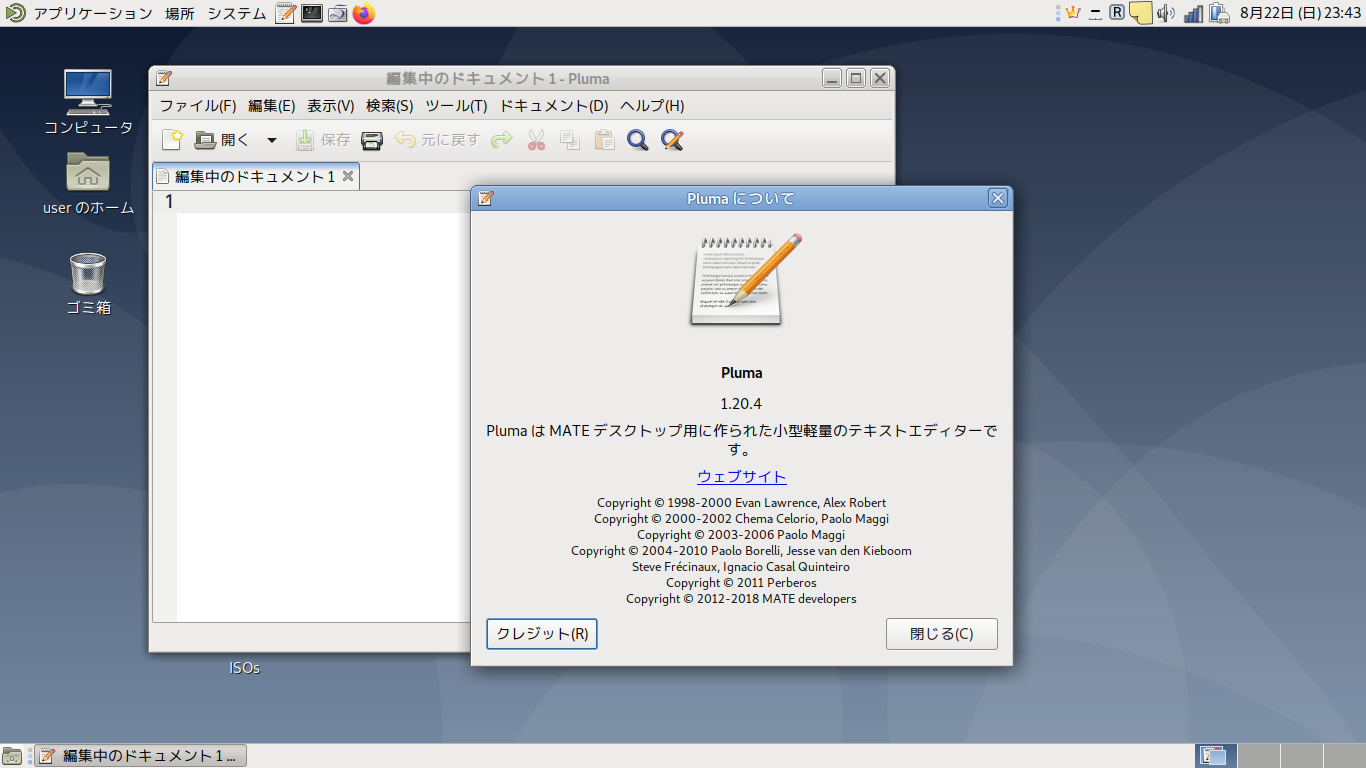 アプリケーション 場所 システム
8月22日 (日) 23:43
コンピュータ
user のホーム
ゴミ箱
ISOs
編集中のドキュメント 1 - Pluma
ファイル(F) 編集(E) 表示(V) 検索(S) ツール(T) ドキュメント(D) ヘルプ(H)
開く 保存 元に戻す
編集中のドキュメント 1
1
Pluma について
Pluma
1.20.4
Pluma は MATE デスクトップ用に作られた小型軽量のテキストエディターで
す。
ウェブサイト
Copyright © 1998-2000 Evan Lawrence, Alex Robert
Copyright © 2000-2002 Chema Celorio, Paolo Maggi
Copyright © 2003-2006 Paolo Maggi
Copyright © 2004-2010 Paolo Borelli, Jesse van den Kieboom
Steve Frécinaux, Ignacio Casal Quinteiro
Copyright © 2011 Perberos
Copyright © 2012-2018 MATE developers
クレジット(R) 閉じる(C)
編集中のドキュメント 1 ...